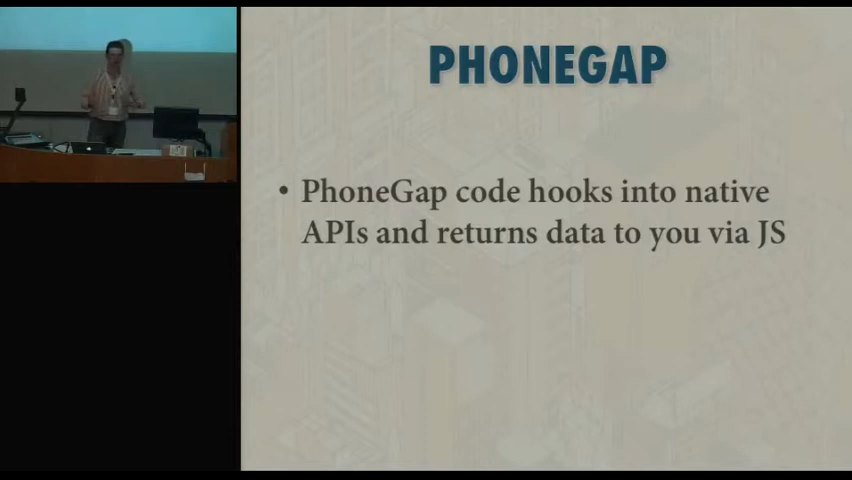 PHONEGAP
• PhoneGap code hooks into native
APIs and returns data to you via JS